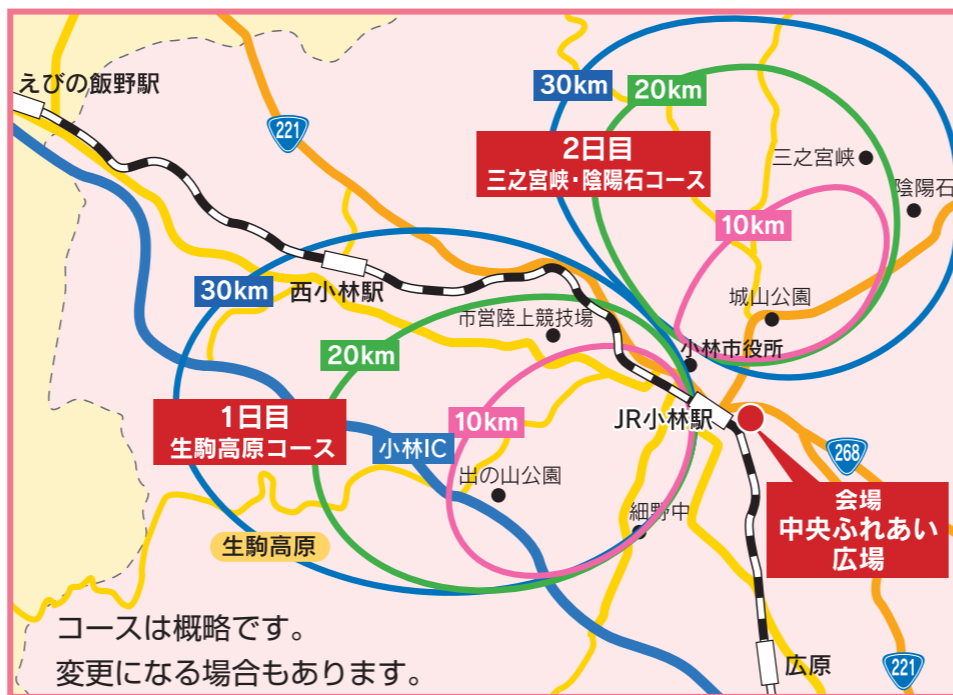 えびの飯野駅
221
30km
20km
2日目
三之宮峡・陰陽石コース
三之宮峡
陰陽石
10km
30km
西小林駅
城山公園
市営陸上競技場
小林市役所
20km
10km
1日目
生駒高原コース
小林IC
JR小林駅
268
出の山公園
細野中
会場
中央ふれあい
広場
生駒高原
コースは概略です。
変更になる場合もあります。
広原
221